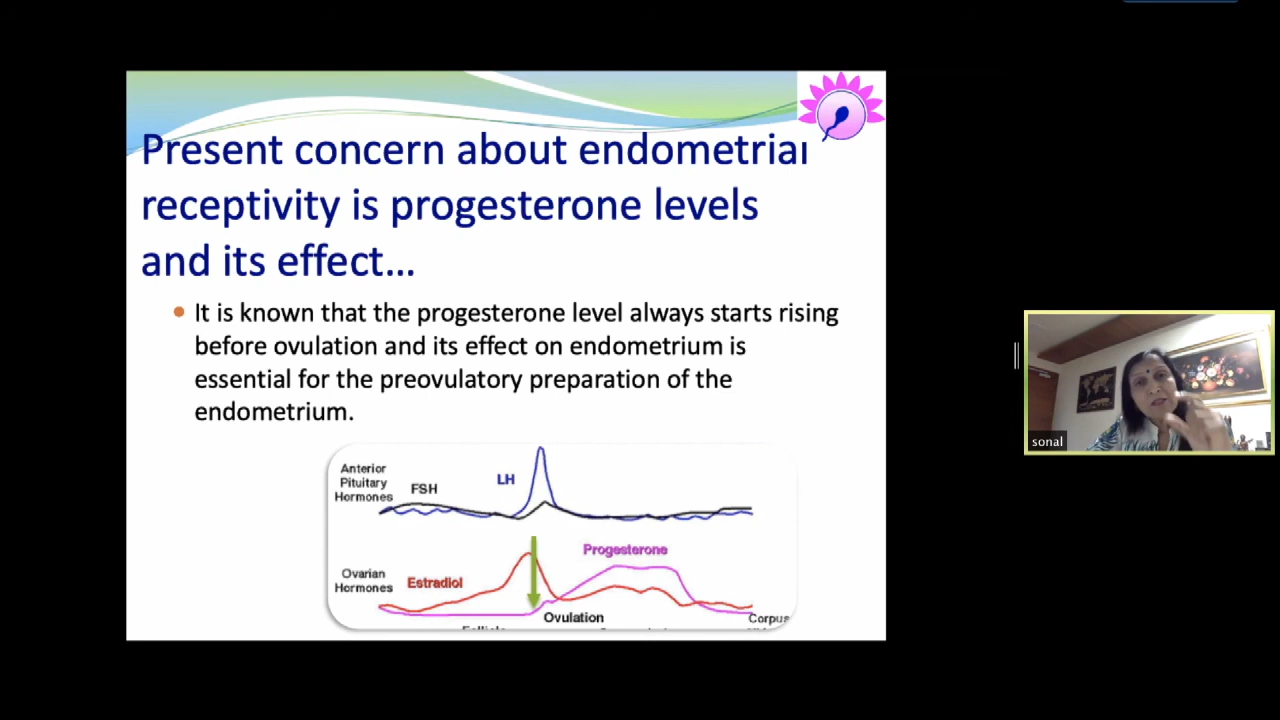 Present concern about endometrial
receptivity is progesterone levels
and its effect...
It is known that the progesterone level always starts rising
before ovulation and its effect on endometrium is
essential for the preovulatory preparation of the
endometrium.
Anterior
Pituitary
Hormones
FSH
LH
Progesterone
Ovarian
Hormones
Estradiol
Ovulation
Corpus
sonal